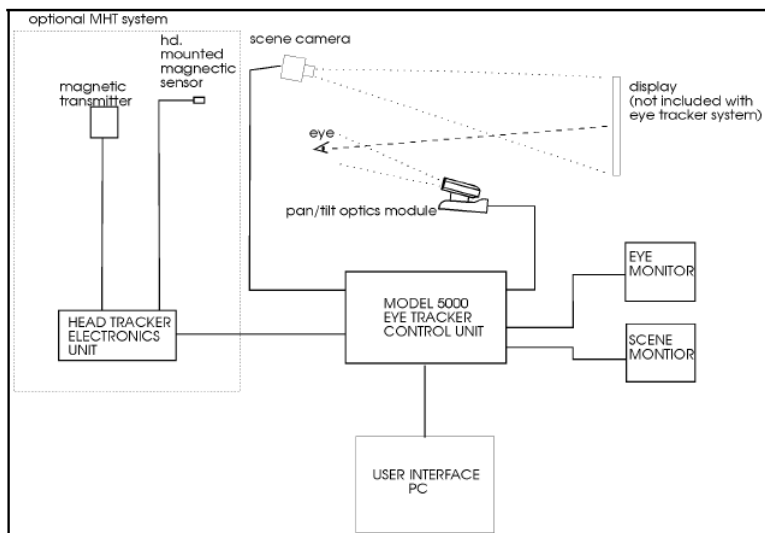 optional MHT system
hd.
mounted
magnectic
sensor
magnetic
transmitter
scene camera
display
(not included with
eye tracker system)
eye
pan/tilt optics module
EYE
MONITOR
MODEL 5000
EYE TRACKER
CONTROL UNIT
HEAD TRACKER
ELECTRONICS
UNIT
SCENE
MONTIOR
USER INTERFACE
PC